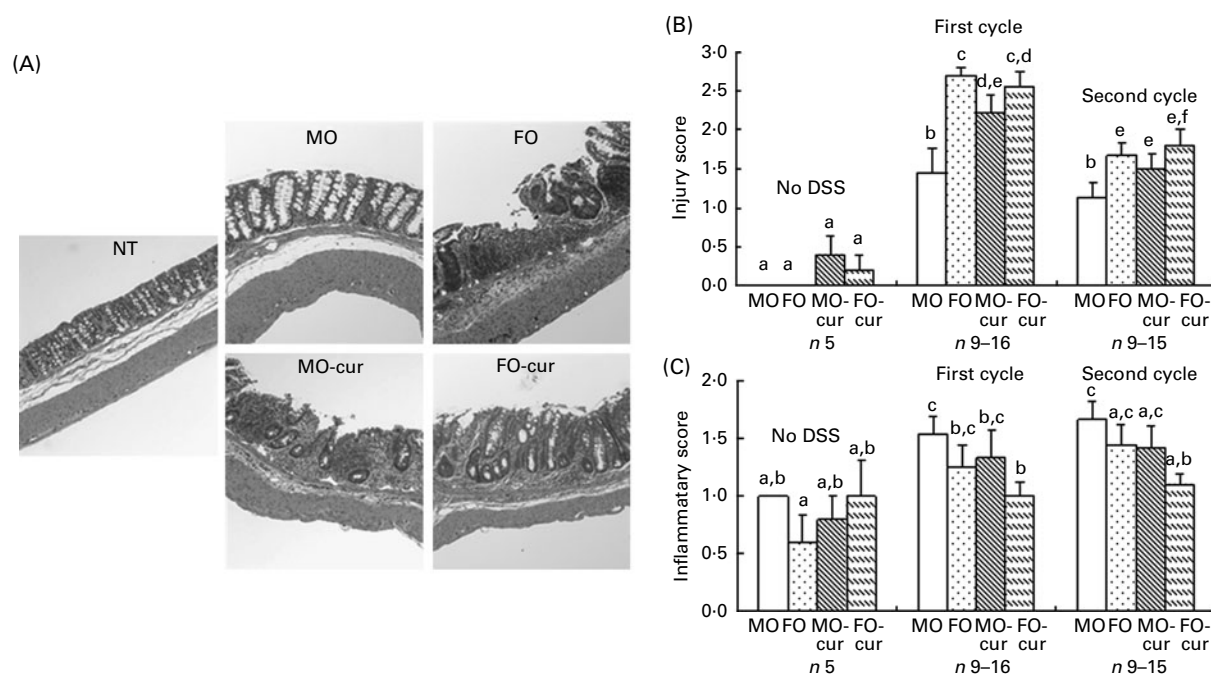 (A)
NT
MO
FO
MO-cur
FO-cur
(B)
Injury score
3·0
2·5
2·0
1·5
1·0
0·5
0·0
No DSS
a
a
a
a
MO FO MO-cur FO-cur
n 5
First cycle
b
c
d,e
c,d
MO FO MO-cur FO-cur
n 9–16
Second cycle
b
e
e
e,f
MO FO MO-cur FO-cur
n 9–15
(C)
Inflammatary score
2·0
1·5
1·0
0·5
0·0
No DSS
a,b
a
a,b
a,b
MO FO MO-cur FO-cur
n 5
First cycle
c
b,c
b,c
b
MO FO MO-cur FO-cur
n 9–16
Second cycle
c
a,c
a,c
a,b
MO FO MO-cur FO-cur
n 9–15